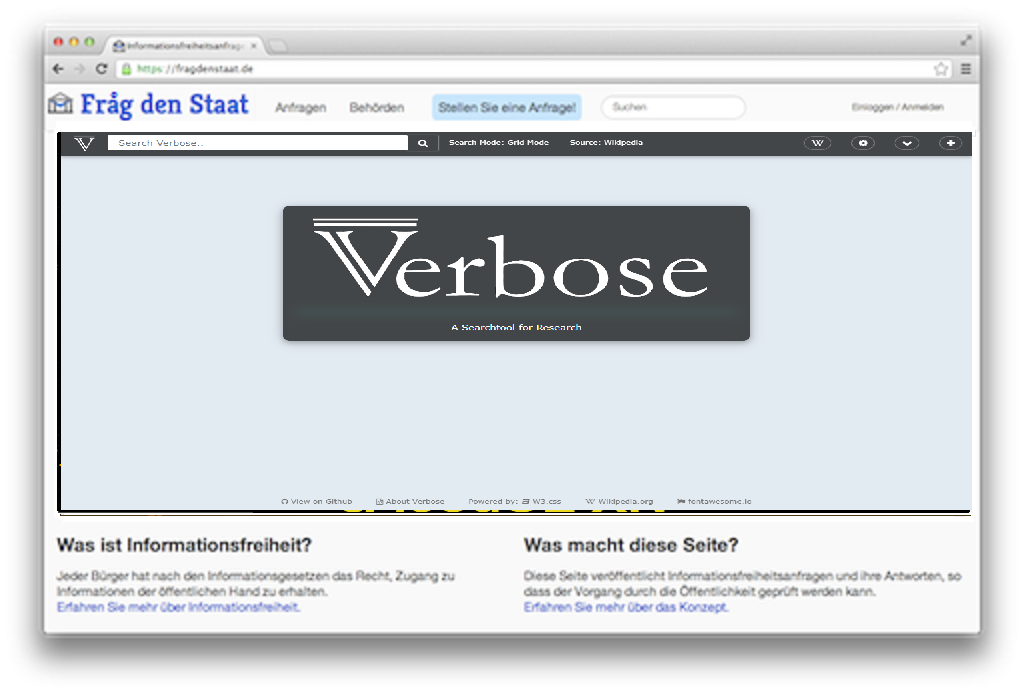 Informationsfreiheitsanfrage
https://fragdenstaat.de
Fråg den Staat Anfragen Behörden Stellen Sie eine Anfrage! Suchen Einloggen / Anmelden
Search Verbose.. Search Mode: Grid Mode Source: Wikipedia
Verbose
A Searchtool for Research
View on Github About Verbose Powered by: W3.css Wikipedia.org fontawesome.io
Was ist Informationsfreiheit?
Jeder Bürger hat nach den Informationsgesetzen das Recht, Zugang zu
Informationen der öffentlichen Hand zu erhalten.
Erfahren Sie mehr über Informationsfreiheit.
Was macht diese Seite?
Diese Seite veröffentlicht Informationsfreiheitsanfragen und ihre Antworten, so
dass der Vorgang durch die Öffentlichkeit geprüft werden kann.
Erfahren Sie mehr über das Konzept.